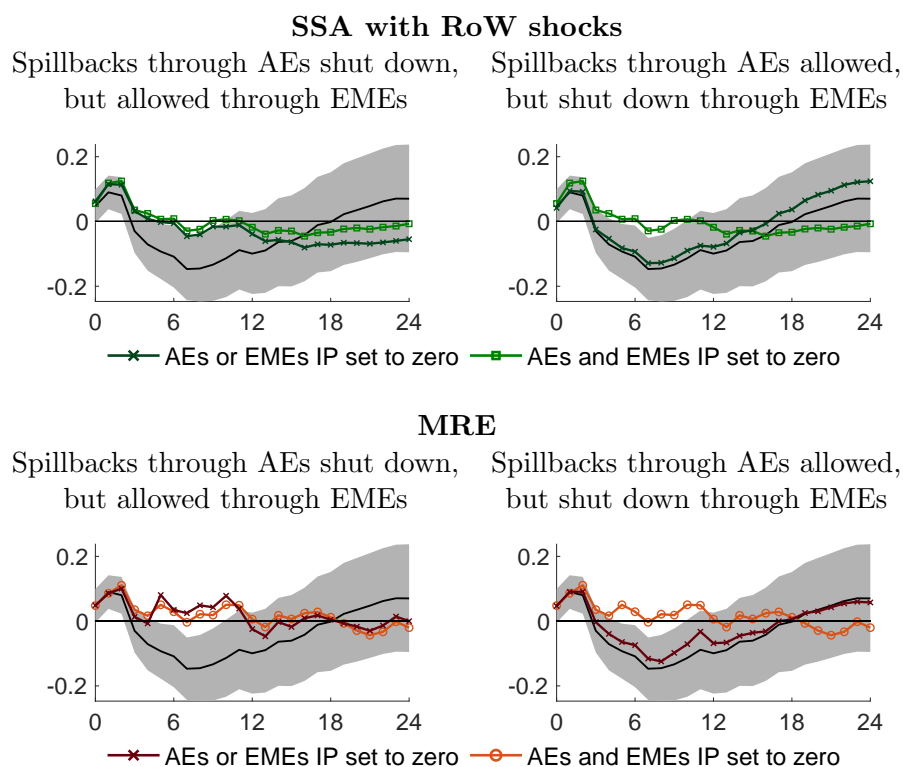 SSA with RoW shocks
Spillbacks through AEs shut down, but allowed through EMEs
Spillbacks through AEs allowed, but shut down through EMEs
0.2
0
-0.2
0 6 12 18 24
0.2
0
-0.2
0 6 12 18 24
AEs or EMEs IP set to zero
AEs and EMEs IP set to zero
MRE
Spillbacks through AEs shut down,
but allowed through EMEs
Spillbacks through AEs allowed,
but shut down through EMEs
0.2
0
-0.2
0 6 12 18 24
0.2
0
-0.2
0 6 12 18 24
AEs or EMEs IP set to zero
AEs and EMEs IP set to zero